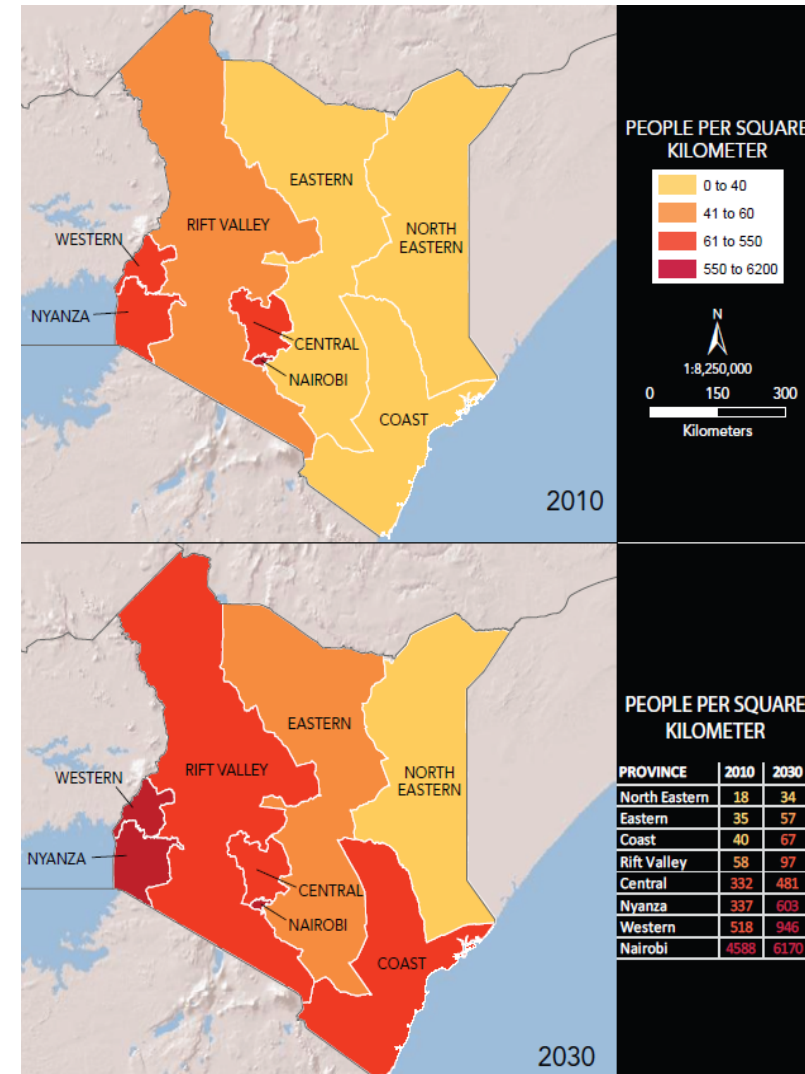 PEOPLE PER SQUARE
KILOMETER
0 to 40
41 to 60
61 to 550
550 to 6200
N
1:8,250,000
0 150 300
Kilometers
EASTERN
RIFT VALLEY
NORTH
EASTERN
WESTERN
NYANZA
CENTRAL
NAIROBI
COAST
2010
PEOPLE PER SQUARE
KILOMETER
PROVINCE 2010 2030
North Eastern 18 34
Eastern 35 57
Coast 40 67
Rift Valley 58 97
Central 332 481
Nyanza 337 603
Western 518 946
Nairobi 4588 6170
EASTERN
RIFT VALLEY
NORTH
EASTERN
WESTERN
NYANZA
CENTRAL
NAIROBI
COAST
2030